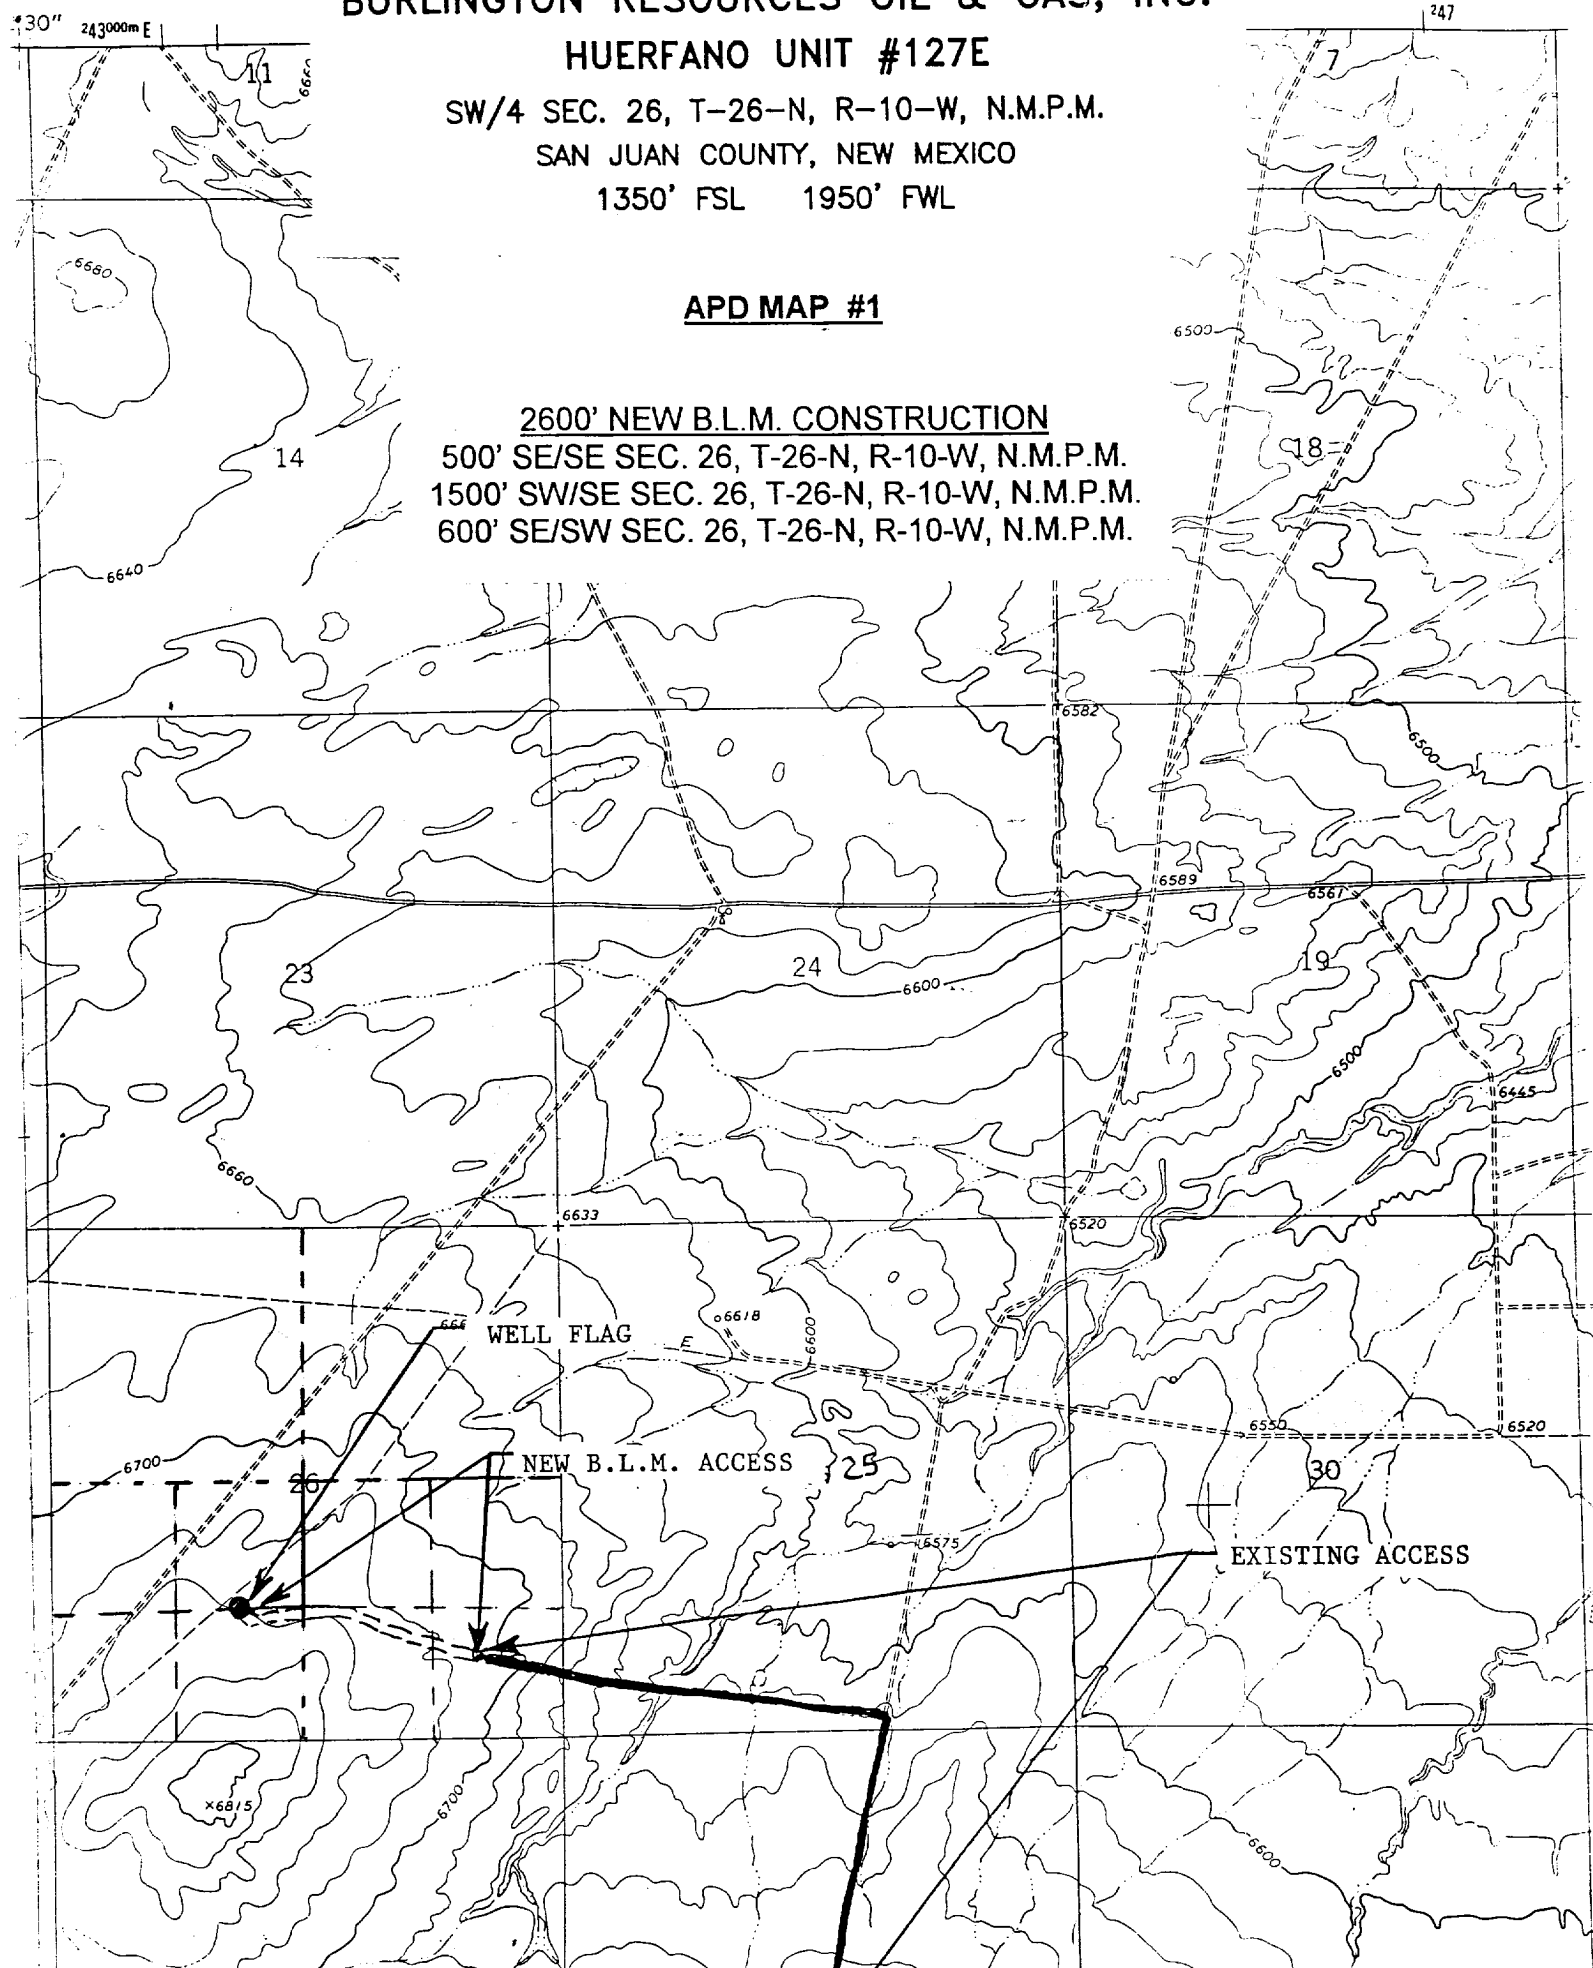 BURLINGTON RESOURCES OIL & GAS, INC.
30" 243000m E 247
HUERFANO UNIT #127E
11 7
SW/4 SEC. 26, T-26-N, R-10-W, N.M.P.M.
SAN JUAN COUNTY, NEW MEXICO
1350' FSL 1950' FWL
6680
APD MAP #1
6500
2600' NEW B.L.M. CONSTRUCTION
14 500' SE/SE SEC. 26, T-26-N, R-10-W, N.M.P.M. 18
1500' SW/SE SEC. 26, T-26-N, R-10-W, N.M.P.M.
600' SE/SW SEC. 26, T-26-N, R-10-W, N.M.P.M.
6640
6582
6500
6589
6561
23 24 19
6600
6500
6445
6660
6633
6520
6618
WELL FLAG
6600
E
6550
6520
6700
NEW B.L.M. ACCESS
25
26
30
6575
EXISTING ACCESS
x6815
6700
6600